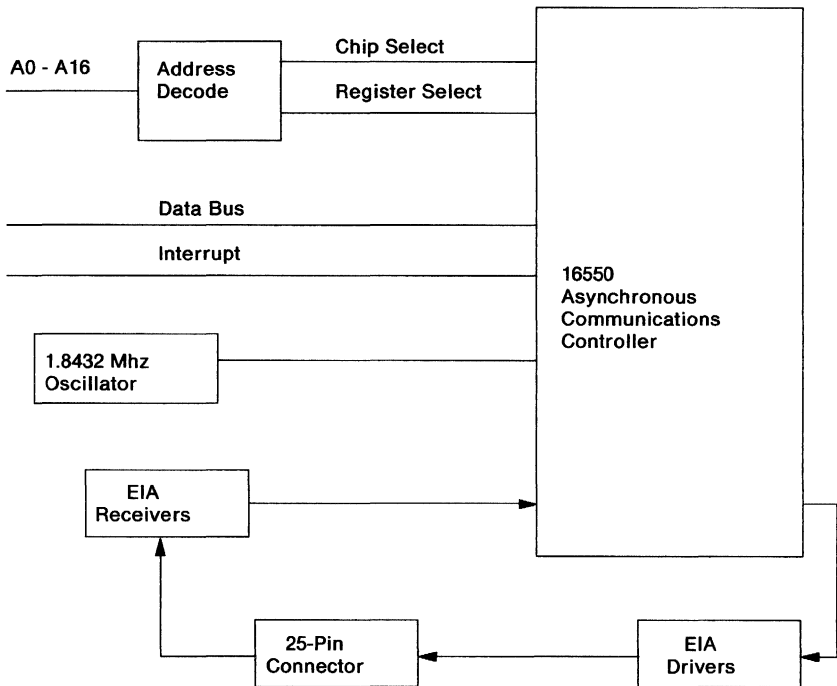 A0 - A16
Address
Decode
Chip Select
Register Select
Data Bus
Interrupt
16550
Asynchronous
Communications
Controller
1.8432 Mhz
Oscillator
EIA
Receivers
25-Pin
Connector
EIA
Drivers